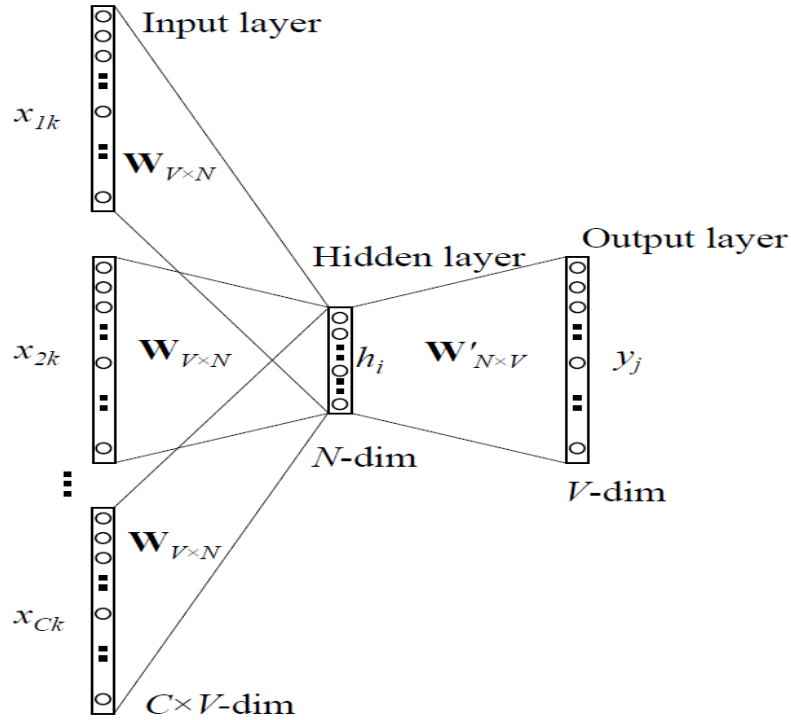 Input layer
x1k
WV×N
Hidden layer
Output layer
x2k
WV×N
hi
W'N×V
yj
N-dim
V-dim
WV×N
xCk
C×V-dim